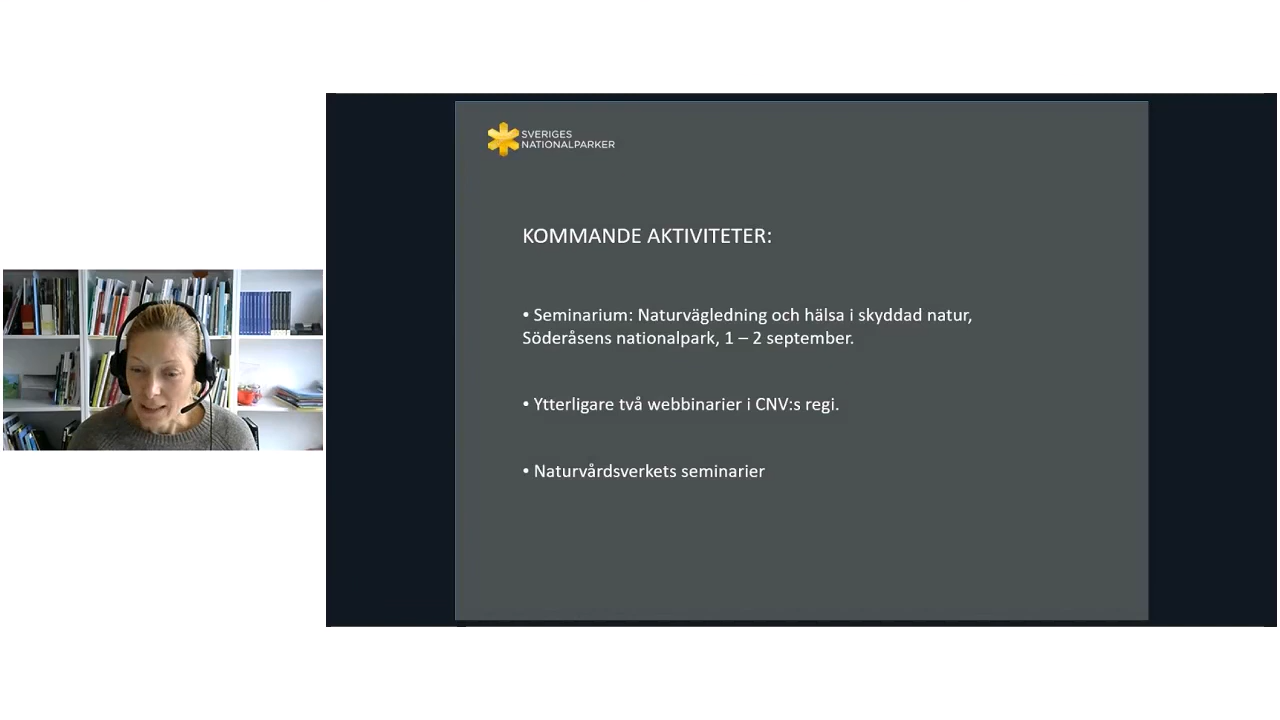 SVERIGES
NATIONALPARKER
KOMMANDE AKTIVITETER:
• Seminarium: Naturvägledning och hälsa i skyddad natur,
Söderåsens nationalpark, 1 – 2 september.
• Ytterligare två webbinarier i CNV:s regi.
• Naturvårdsverkets seminarier